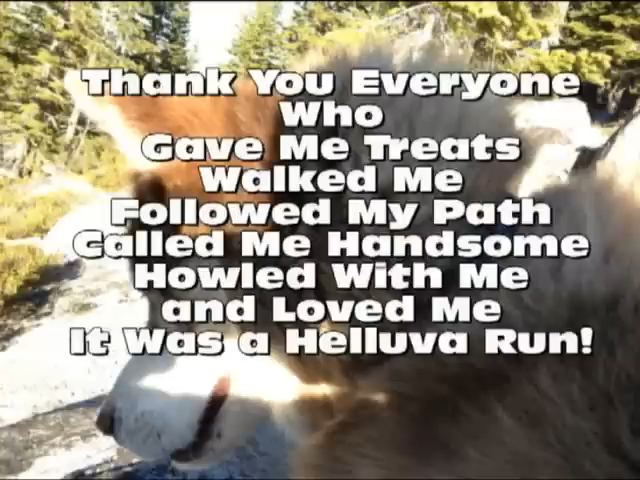 Thank You Everyone
Who
Gave Me Treats
Walked Me
Followed My Path
Called Me Handsome
Howled With Me
and Loved Me
It Was a Helluva Run!